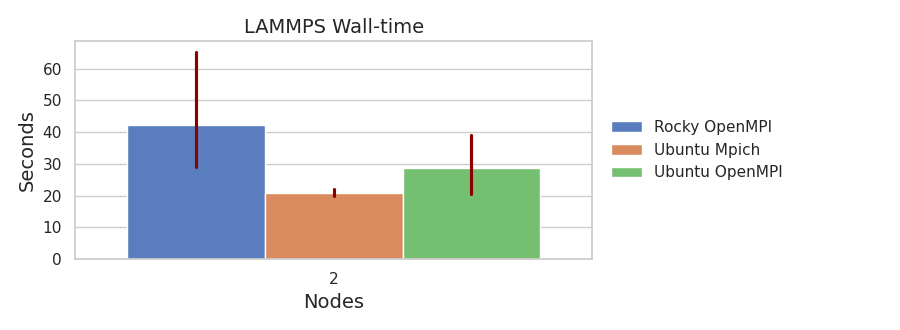 LAMMPS Wall-time
Seconds
60
50
40
30
20
10
0
2
Nodes
Rocky OpenMPI
Ubuntu Mpich
Ubuntu OpenMPI